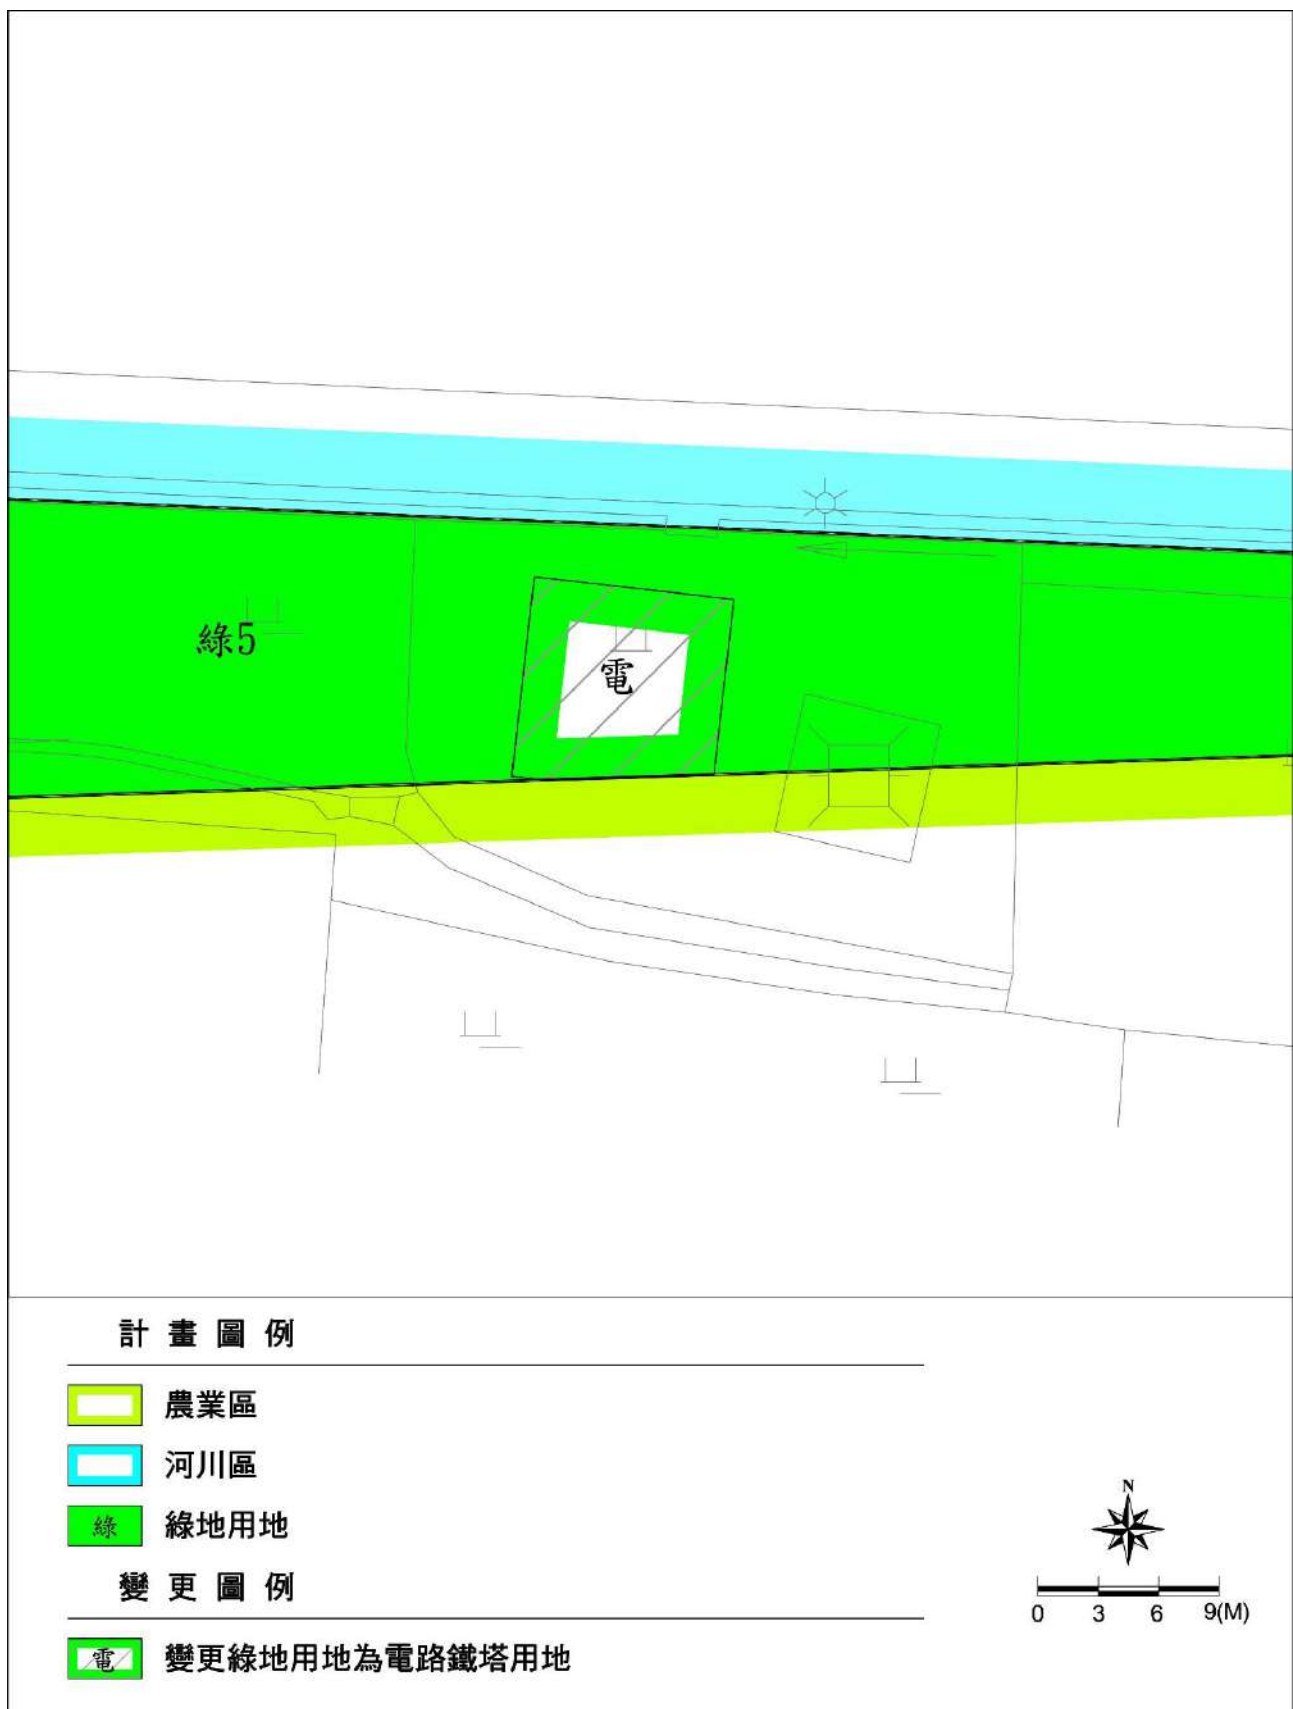 綠5
電
計畫圖例
農業區
河川區
綠 綠地用地
變更圖例
電 變更綠地用地為電路鐵塔用地
N
0 3 6 9(M)